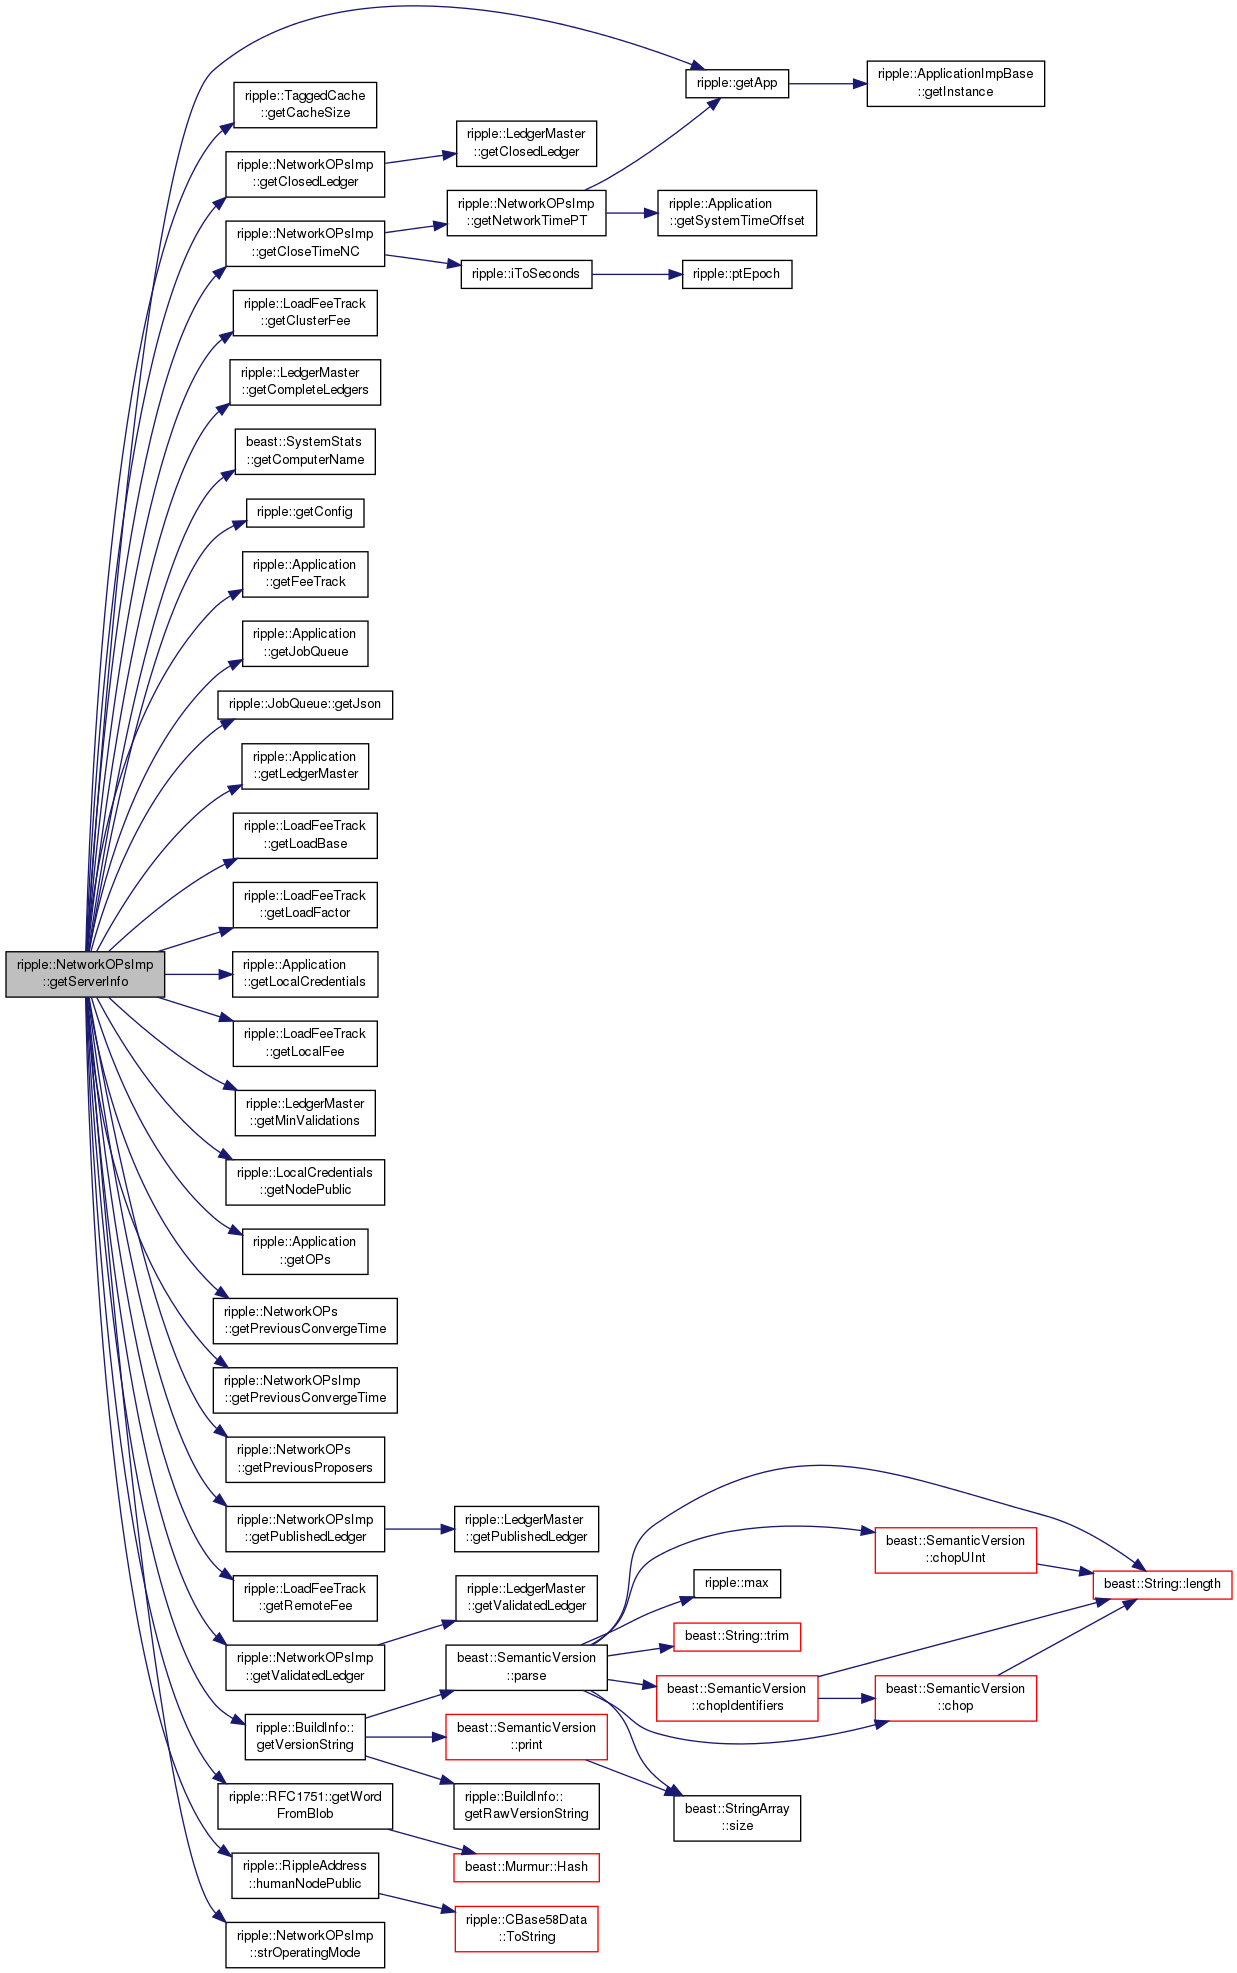 ripple::getApp
ripple::ApplicationImpBase
::getInstance
ripple::TaggedCache
::getCacheSize
ripple::LedgerMaster
::getClosedLedger
ripple::NetworkOPsImp
::getClosedLedger
ripple::NetworkOPsImp
::getNetworkTimePT
ripple::Application
::getSystemTimeOffset
ripple::NetworkOPsImp
::getCloseTimeNC
ripple::iToSeconds
ripple::ptEpoch
ripple::LoadFeeTrack
::getClusterFee
ripple::LedgerMaster
::getCompleteLedgers
beast::SystemStats
::getComputerName
ripple::getConfig
ripple::Application
::getFeeTrack
ripple::Application
::getJobQueue
ripple::JobQueue::getJson
ripple::Application
::getLedgerMaster
ripple::LoadFeeTrack
::getLoadBase
ripple::LoadFeeTrack
::getLoadFactor
ripple::NetworkOPsImp
::getServerInfo
ripple::Application
::getLocalCredentials
ripple::LoadFeeTrack
::getLocalFee
ripple::LedgerMaster
::getMinValidations
ripple::LocalCredentials
::getNodePublic
ripple::Application
::getOPs
ripple::NetworkOPs
::getPreviousConvergeTime
ripple::NetworkOPsImp
::getPreviousConvergeTime
ripple::NetworkOPs
::getPreviousProposers
ripple::NetworkOPsImp
::getPublishedLedger
ripple::LedgerMaster
::getPublishedLedger
beast::SemanticVersion
::chopUInt
ripple::LoadFeeTrack
::getRemoteFee
ripple::LedgerMaster
::getValidatedLedger
ripple::max
beast::String::length
ripple::NetworkOPsImp
::getValidatedLedger
beast::SemanticVersion
::parse
beast::String::trim
beast::SemanticVersion
::chopIdentifiers
beast::SemanticVersion
::chop
ripple::BuildInfo::
getVersionString
beast::SemanticVersion
::print
ripple::RFC1751::getWord
FromBlob
ripple::BuildInfo::
getRawVersionString
beast::StringArray
::size
ripple::RippleAddress
::humanNodePublic
beast::Murmur::Hash
ripple::CBase58Data
::ToString
ripple::NetworkOPsImp
::strOperatingMode